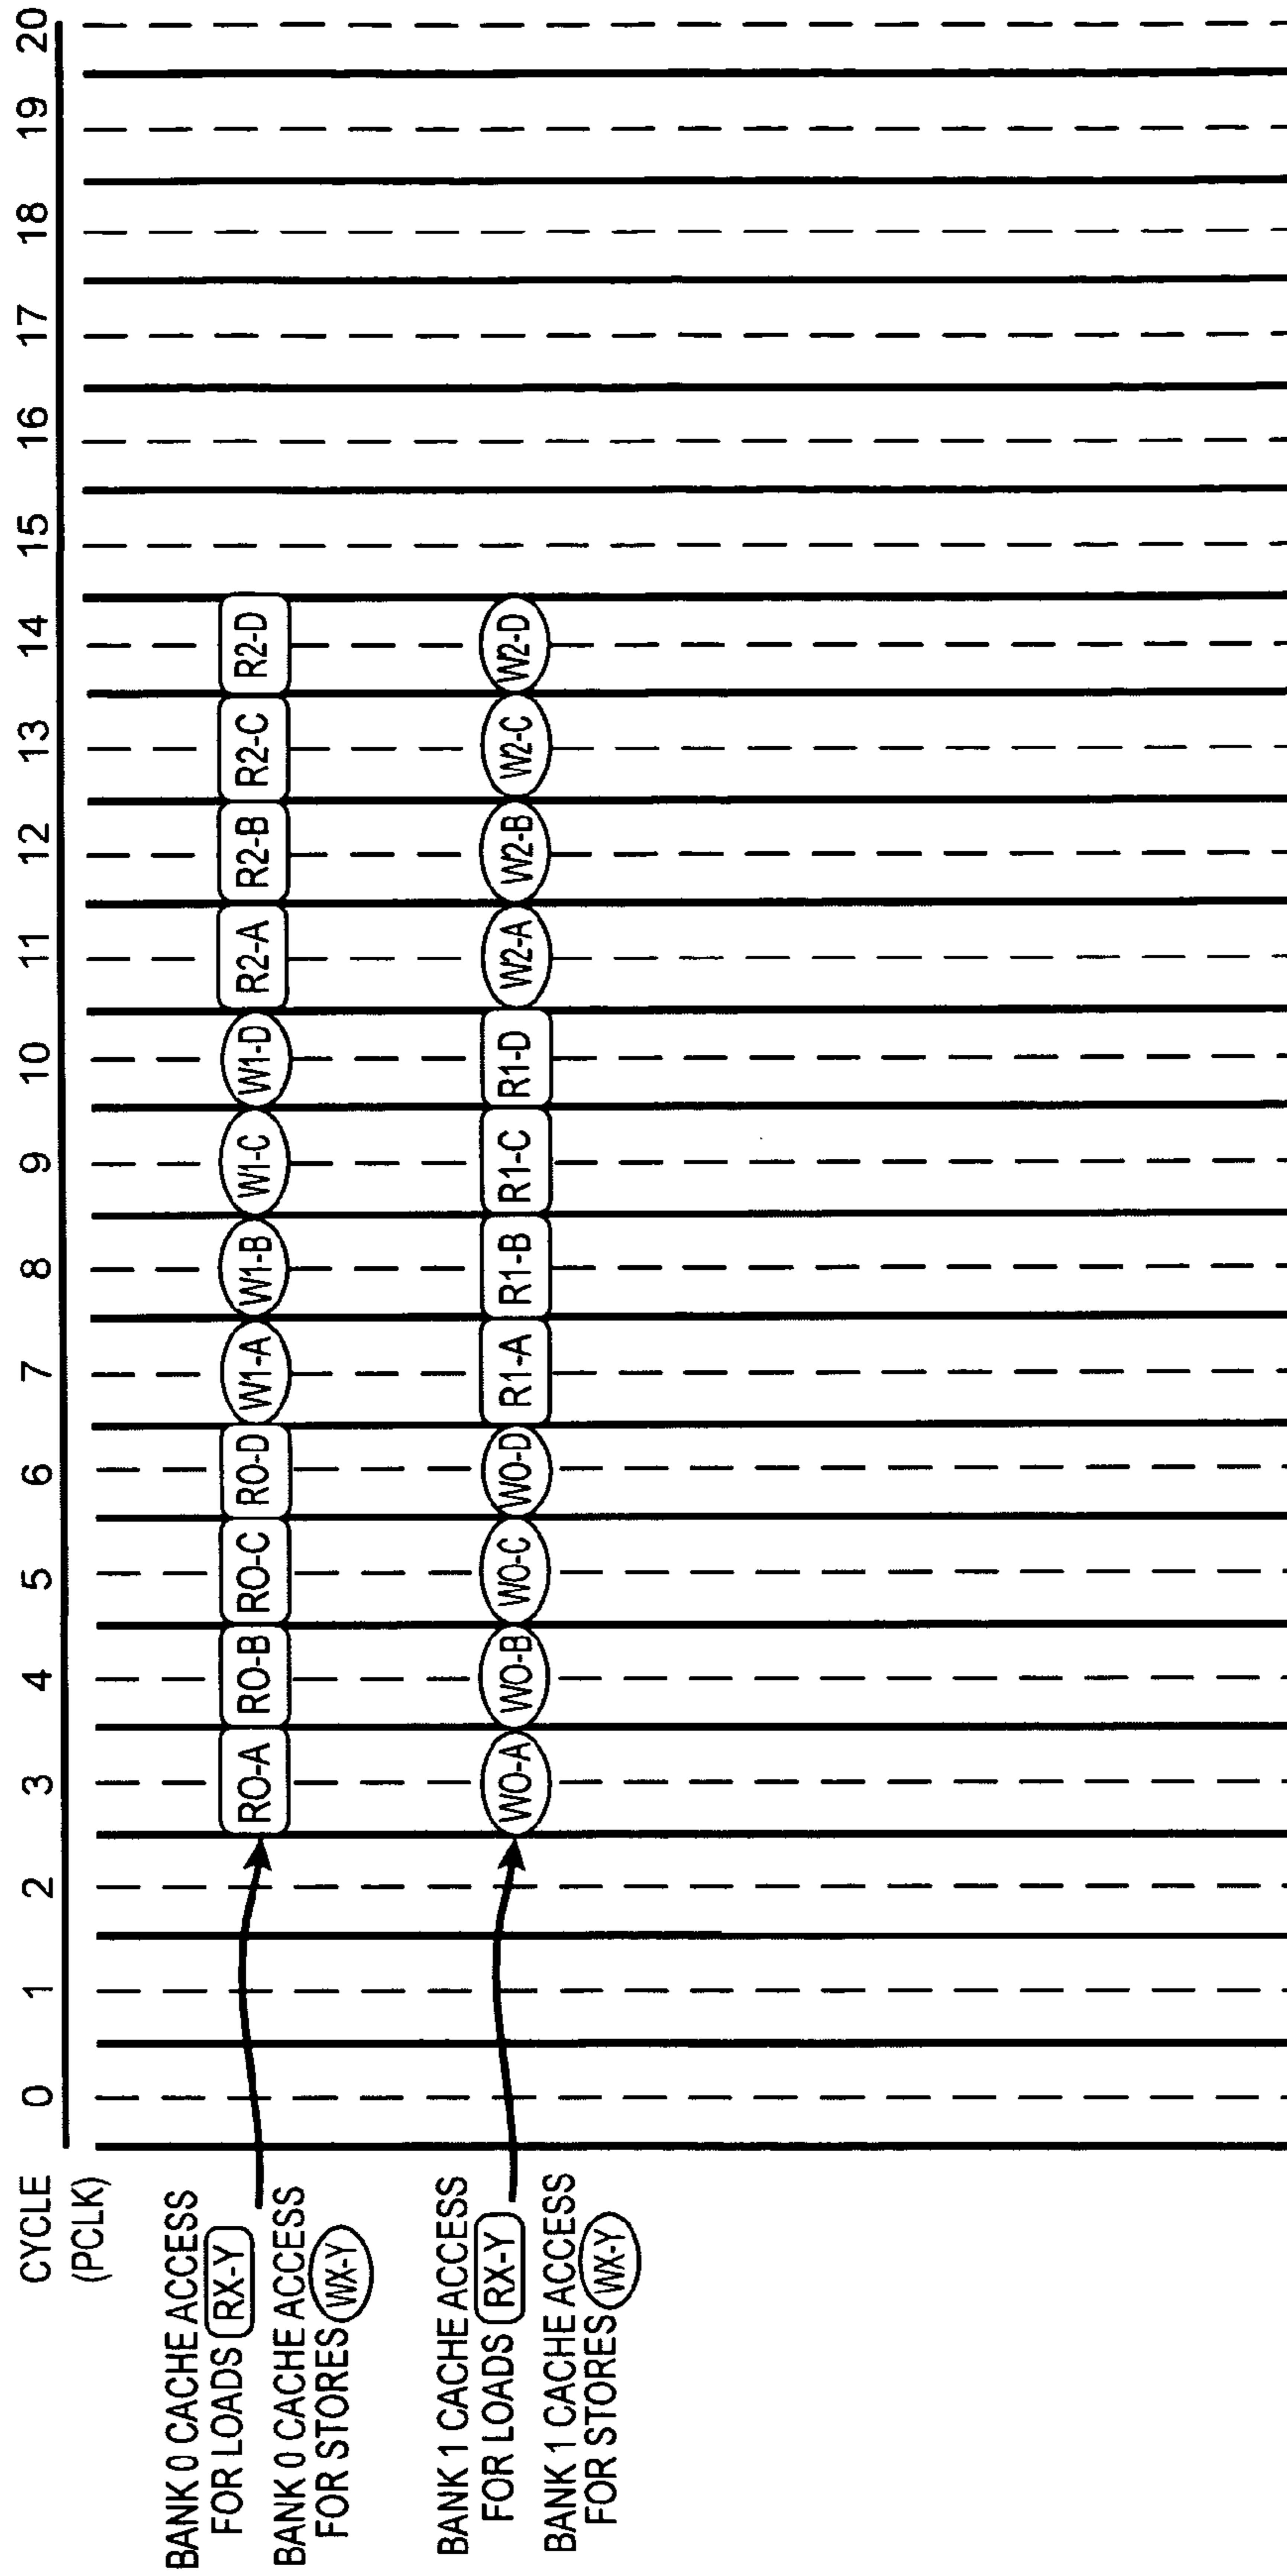 CYCLE 0 1 2 3 4 5 6 7 8 9 10 11 12 13 14 15 16 17 18 19 20
(PCLK)
BANK 0 CACHE ACCESS
FOR LOADS RX-Y
BANK 0 CACHE ACCESS
FOR STORES WX-Y
RO-A RO-B RO-C RO-D W1-A W1-B W1-C W1-D R2-A R2-B R2-C R2-D
BANK 1 CACHE ACCESS
FOR LOADS RX-Y
BANK 1 CACHE ACCESS
FOR STORES WX-Y
WO-A WO-B WO-C WO-D R1-A R1-B R1-C R1-D W2-A W2-B W2-C W2-D